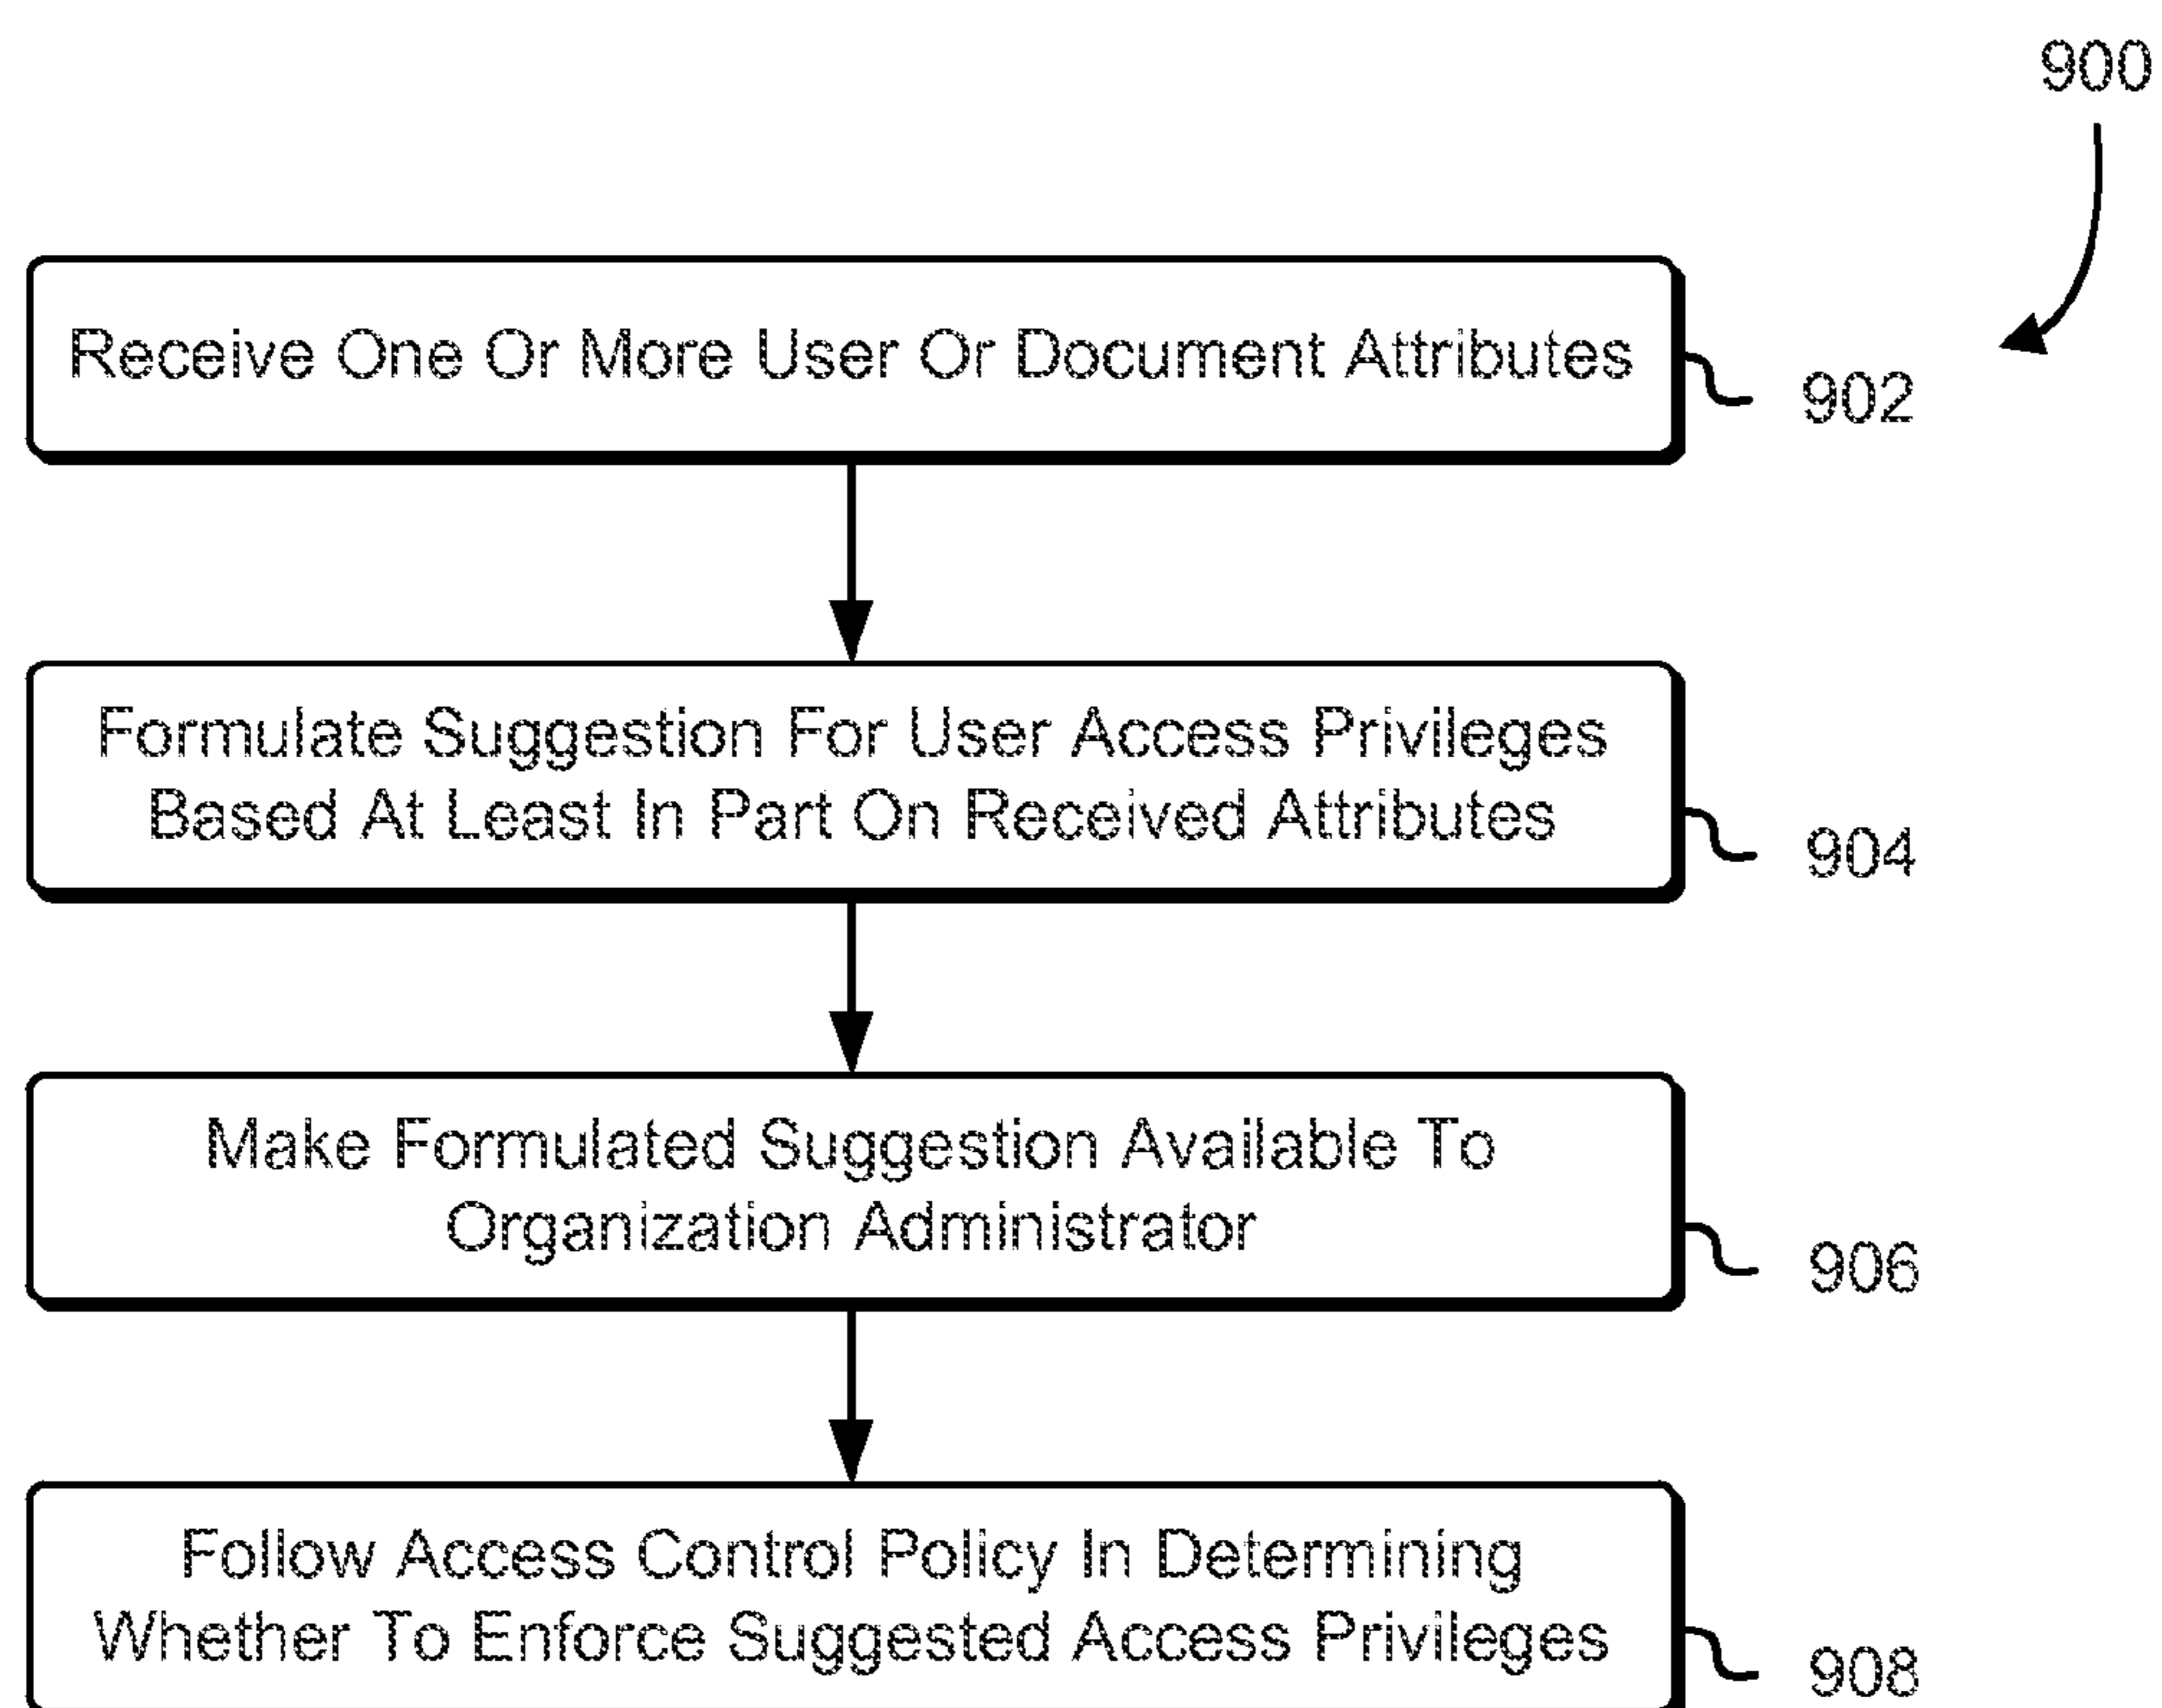 900
Receive One Or More User Or Document Attributes
902
Formulate Suggestion For User Access Privileges
Based At Least In Part On Received Attributes
904
Make Formulated Suggestion Available To
Organization Administrator
906
Follow Access Control Policy In Determining
Whether To Enforce Suggested Access Privileges
908